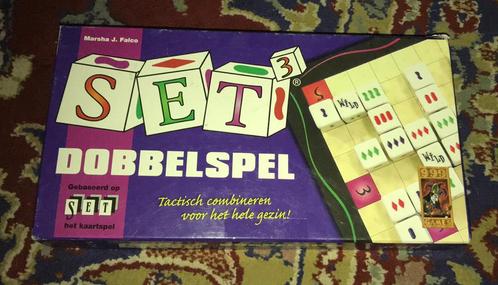 Marsha J. Falco
SET 3
®
DOBBELSPEL
Gebaseerd op
SET
het kaartspel
Tactisch combineren
voor het hele gezin!
S
WILD
WILD
3
999
GAMES